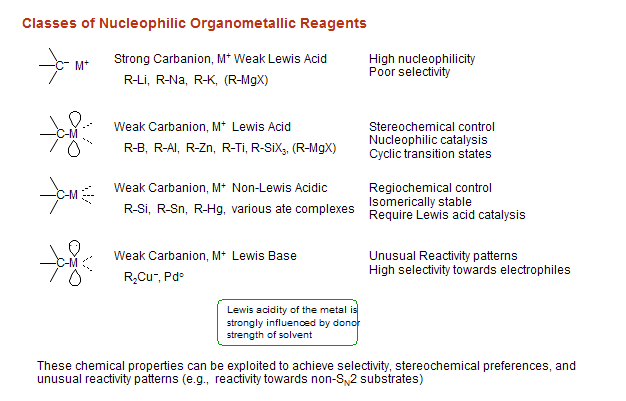 Classes of Nucleophilic Organometallic Reagents
C⁻ M⁺
Strong Carbanion, M⁺ Weak Lewis Acid
High nucleophilicity
Poor selectivity
R-Li, R-Na, R-K, (R-MgX)
C-M
Weak Carbanion, M⁺ Lewis Acid
Stereochemical control
Nucleophilic catalysis
R-B, R-Al, R-Zn, R-Ti, R-SiX₃, (R-MgX)
Cyclic transition states
C-M
Weak Carbanion, M⁺ Non-Lewis Acidic
Regiochemical control
Isomerically stable
R-Si, R-Sn, R-Hg, various ate complexes
Require Lewis acid catalysis
C-M
Weak Carbanion, M⁺ Lewis Base
Unusual Reactivity patterns
High selectivity towards electrophiles
R₂Cu⁻, Pd°
Lewis acidity of the metal is
strongly influenced by donor
strength of solvent
These chemical properties can be exploited to achieve selectivity, stereochemical preferences, and
unusual reactivity patterns (e.g., reactivity towards non-Sɴ2 substrates)